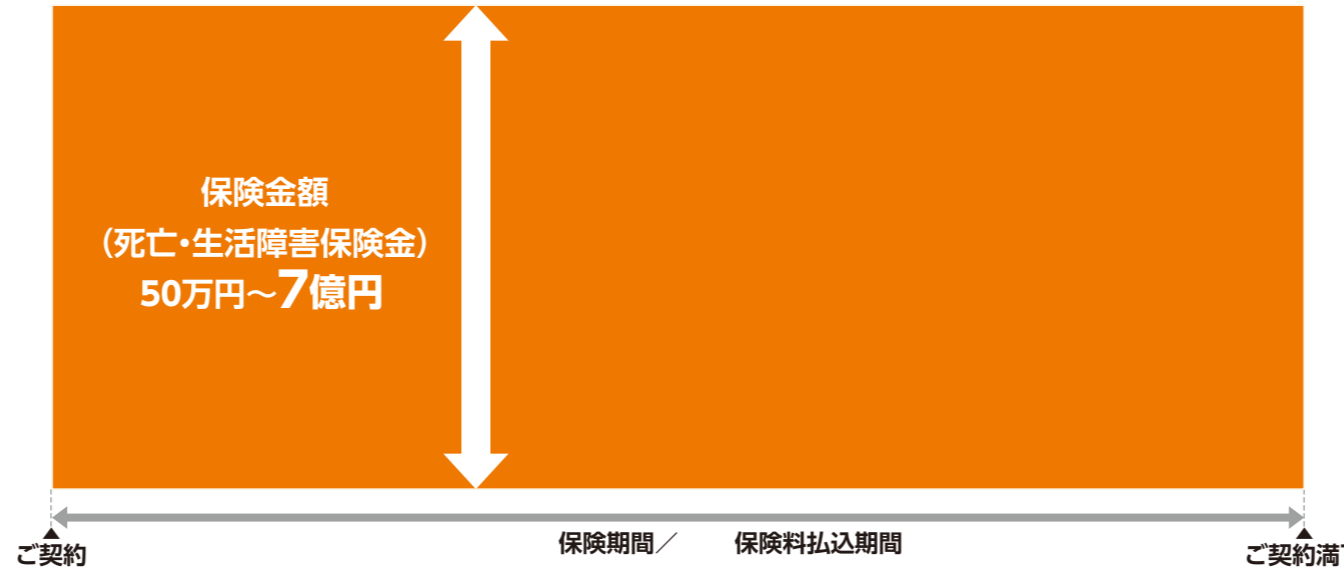 保険金額
（死亡・生活障害保険金）
50万円～7億円
保険期間／　保険料払込期間
ご契約
ご契約満